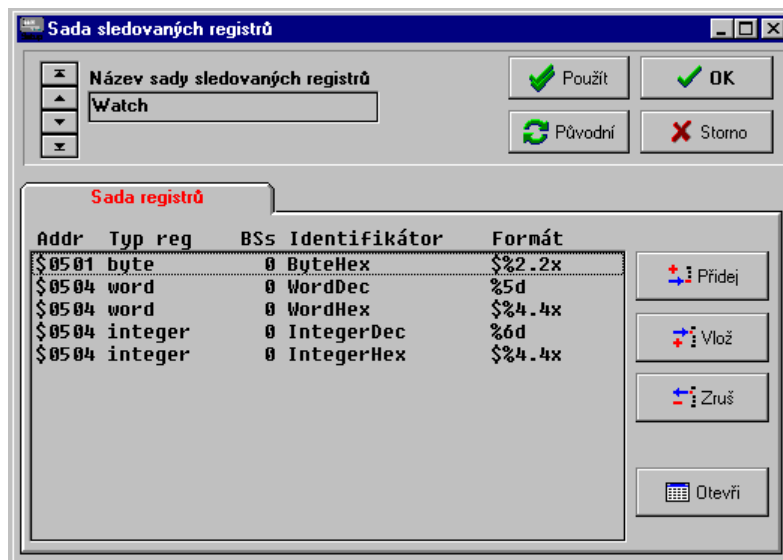 Sada sledovaných registrů
Název sady sledovaných registrů
Watch
Použít
OK
Původní
Storno
Sada registrů
Addr Typ reg BSs Identifikátor Formát
$0501 byte 0 ByteHex $%2.2x
$0504 word 0 WordDec %5d
$0504 word 0 WordHex $%4.4x
$0504 integer 0 IntegerDec %6d
$0504 integer 0 IntegerHex $%4.4x
Přidej
Vlož
Zruš
Otevři